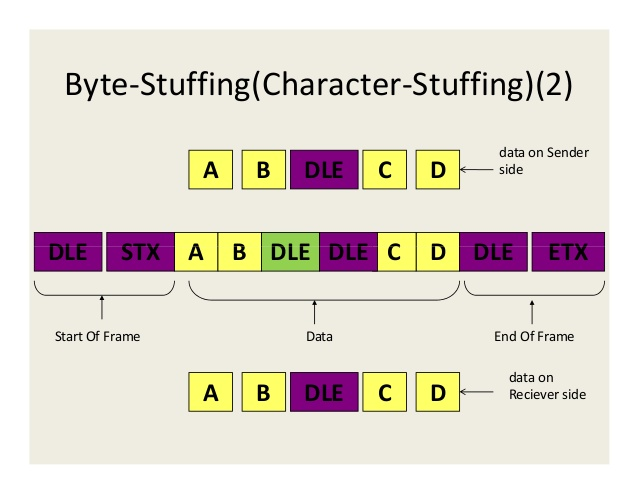 Byte-Stuffing(Character-Stuffing)(2)
A B DLE C D
data on Sender
side
DLE STX A B DLE DLE C D DLE ETX
Start Of Frame Data End Of Frame
A B DLE C D
data on
Reciever side